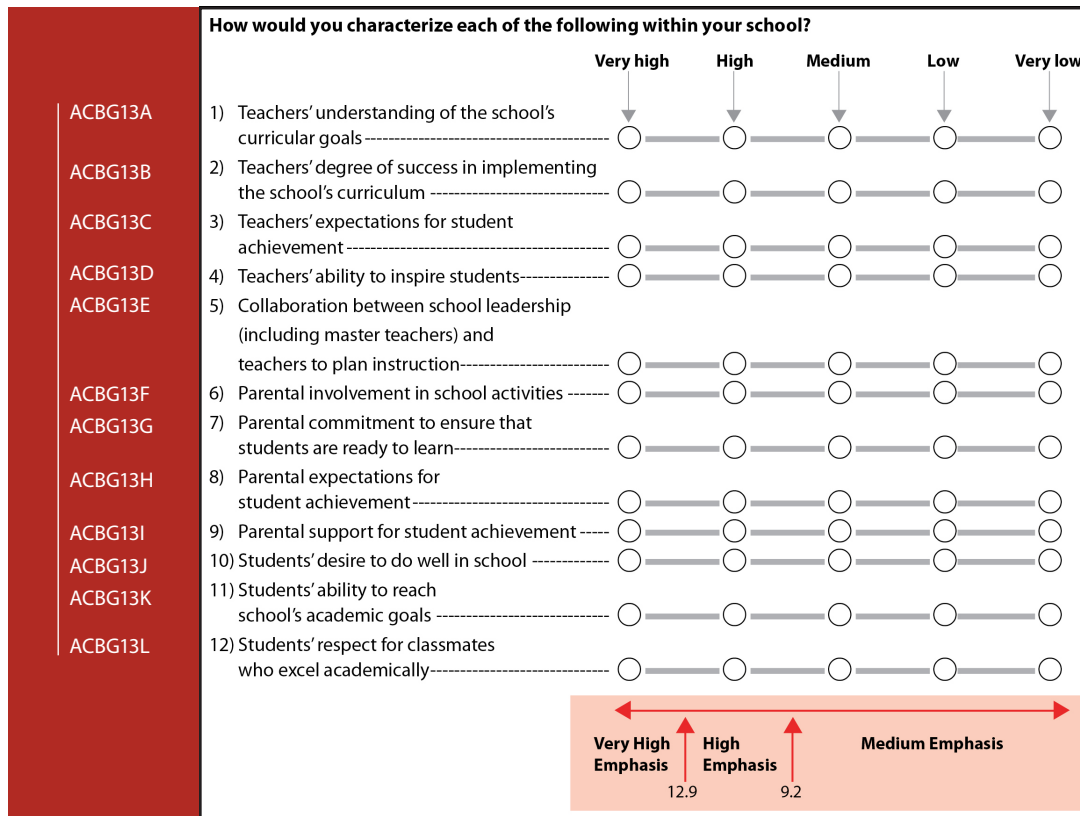 How would you characterize each of the following within your school?
Very high High Medium Low Very low
ACBG13A 1) Teachers’ understanding of the school’s
curricular goals
ACBG13B 2) Teachers’ degree of success in implementing
the school’s curriculum
ACBG13C 3) Teachers’ expectations for student
achievement
ACBG13D 4) Teachers’ ability to inspire students
ACBG13E 5) Collaboration between school leadership
(including master teachers) and
teachers to plan instruction
ACBG13F 6) Parental involvement in school activities
ACBG13G 7) Parental commitment to ensure that
students are ready to learn
ACBG13H 8) Parental expectations for
student achievement
ACBG13I 9) Parental support for student achievement
ACBG13J 10) Students’ desire to do well in school
ACBG13K 11) Students’ ability to reach
school’s academic goals
ACBG13L 12) Students’ respect for classmates
who excel academically
Very High High Medium Emphasis
Emphasis Emphasis
12.9 9.2